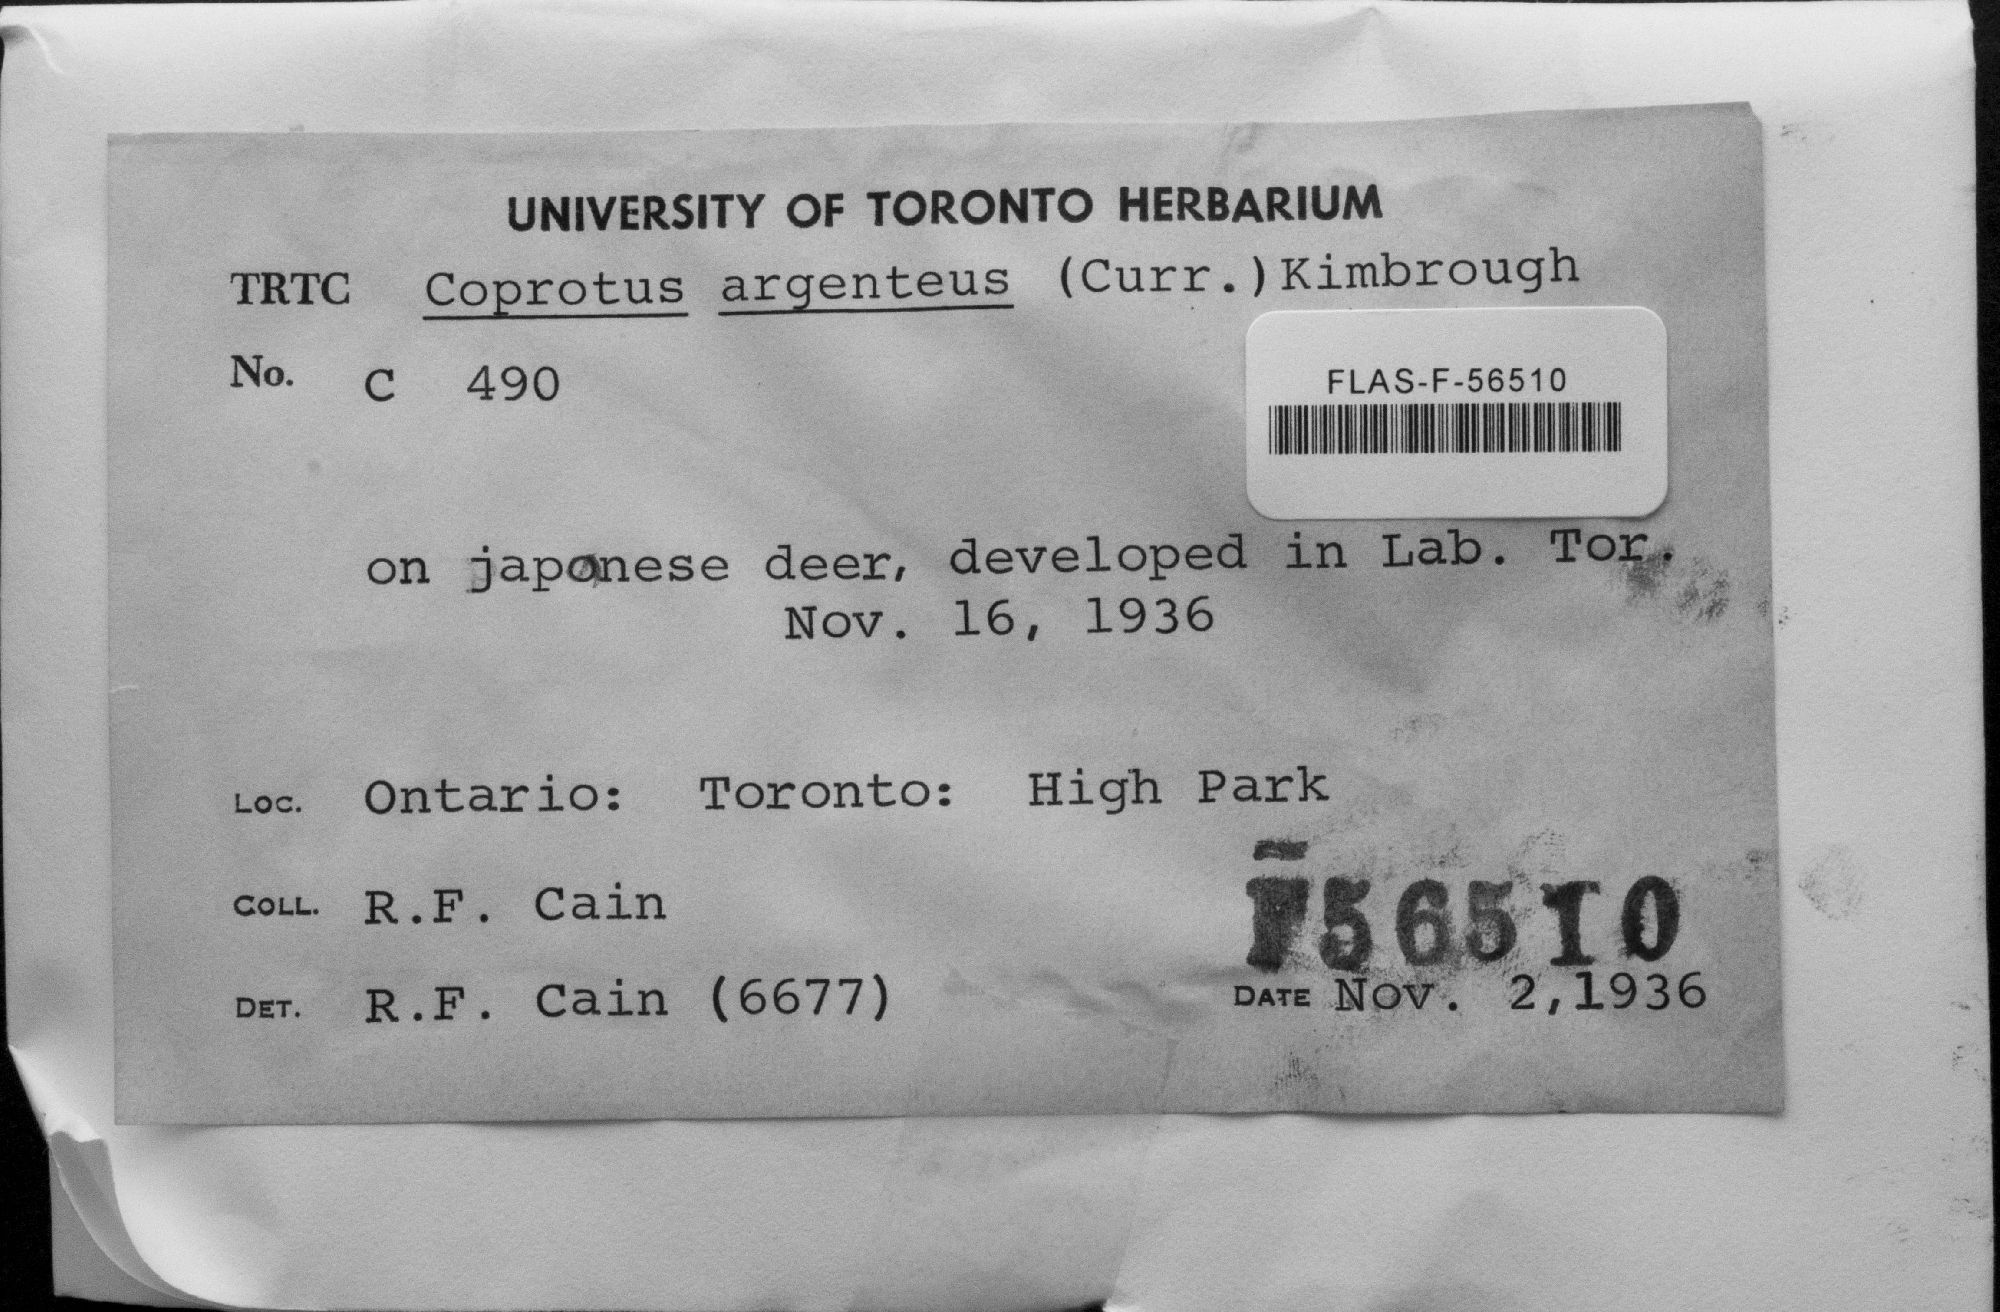 UNIVERSITY OF TORONTO HERBARIUM
TRTC Coprotus argenteus (Curr.) Kimbrough
No. C 490
FLAS-F-56510
on japanese deer, developed in Lab. Tor.
Nov. 16, 1936
Loc. Ontario: Toronto: High Park
COLL. R.F. Cain
F56510
DET. R.F. Cain (6677)
DATE Nov. 2,1936